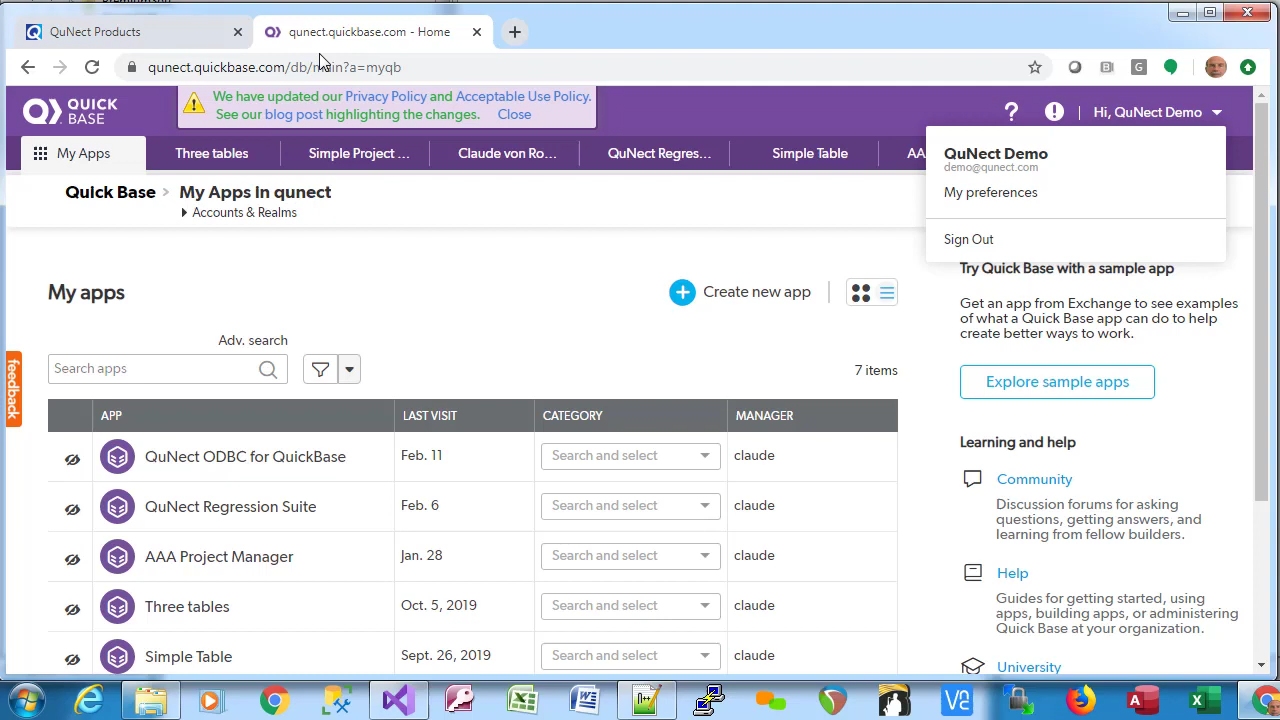 QuNect Products
qunect.quickbase.com - Home
qunect.quickbase.com/db/main?a=myqb
QUICK
BASE
We have updated our Privacy Policy and Acceptable Use Policy.
See our blog post highlighting the changes. Close
Hi, QuNect Demo
My Apps
Three tables
Simple Project ...
Claude von Ro...
QuNect Regres...
Simple Table
AA
QuNect Demo
demo@qunect.com
My preferences
Sign Out
Quick Base > My Apps in qunect
Accounts & Realms
My apps
Create new app
Adv. search
Search apps
7 items
APP LAST VISIT CATEGORY MANAGER
QuNect ODBC for QuickBase Feb. 11 Search and select claude
QuNect Regression Suite Feb. 6 Search and select claude
AAA Project Manager Jan. 28 Search and select claude
Three tables Oct. 5, 2019 Search and select claude
Simple Table Sept. 26, 2019 Search and select claude
Try Quick Base with a sample app
Get an app from Exchange to see examples
of what a Quick Base app can do to help
create better ways to work.
Explore sample apps
Learning and help
Community
Discussion forums for asking
questions, getting answers, and
learning from fellow builders.
Help
Guides for getting started, using
apps, building apps, or administering
Quick Base at your organization.
University
feedback